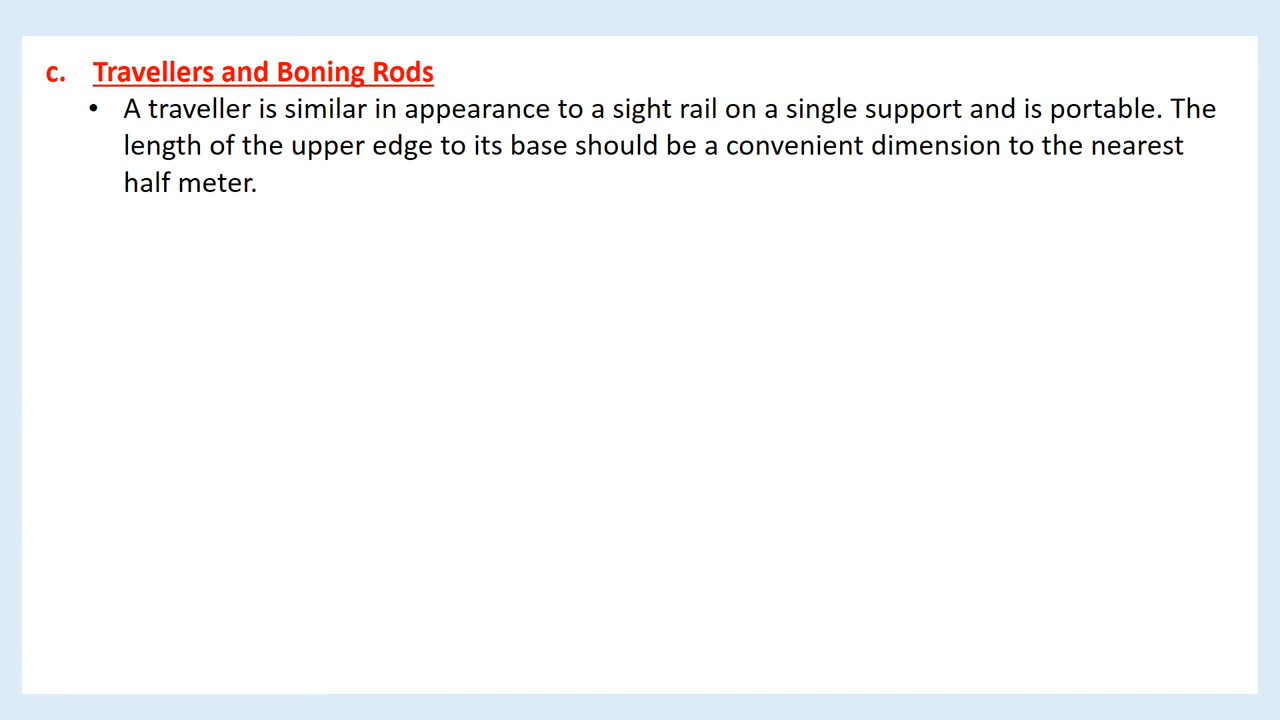 c. Travellers and Boning Rods
• A traveller is similar in appearance to a sight rail on a single support and is portable. The
length of the upper edge to its base should be a convenient dimension to the nearest
half meter.